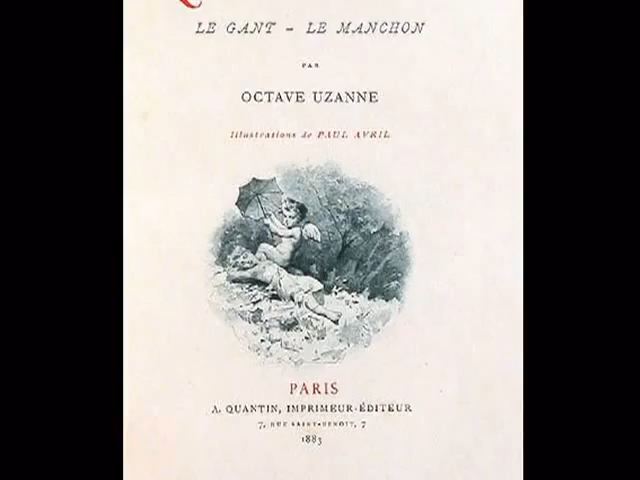 LE GANT – LE MANCHON
PAR
OCTAVE UZANNE
Illustrations de PAUL AVRIL
PARIS
A. QUANTIN, IMPRIMEUR-ÉDITEUR
7, RUE SAINT-BENOIT, 7
1883